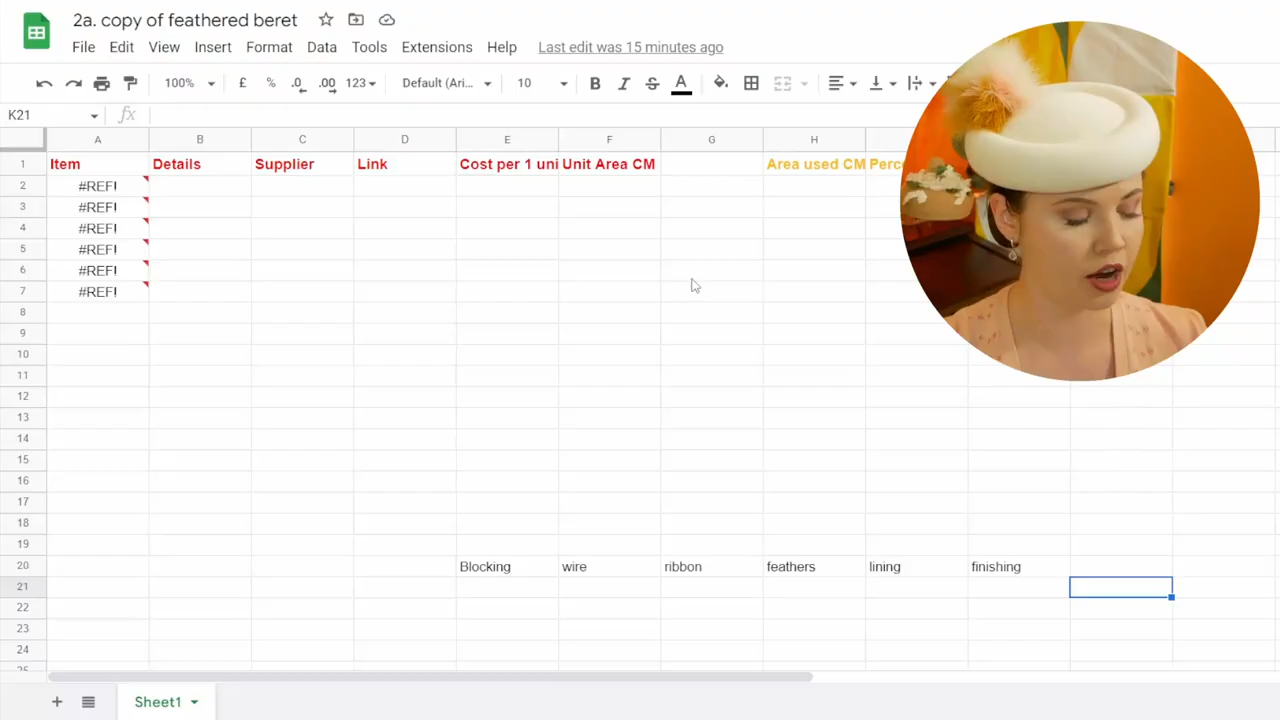 2a. copy of feathered beret
File Edit View Insert Format Data Tools Extensions Help Last edit was 15 minutes ago
100% £ % .0 .00 123 Default (Ari... 10 B I S A
K21 fx
A B C D E F G H
1 Item Details Supplier Link Cost per 1 uni Unit Area CM Area used CM Perc
2 #REF!
3 #REF!
4 #REF!
5 #REF!
6 #REF!
7 #REF!
8
9
10
11
12
13
14
15
16
17
18
19
20 Blocking wire ribbon feathers lining finishing
21
22
23
24
25
Sheet1